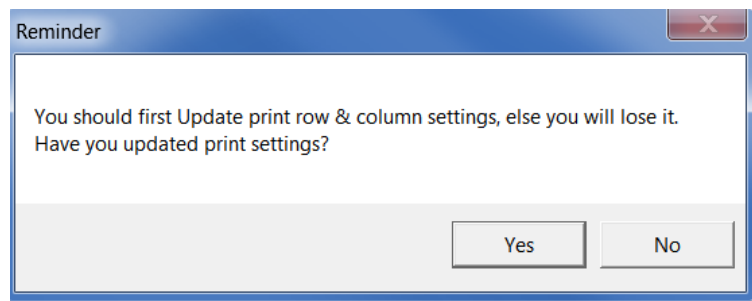 Reminder
You should first Update print row & column settings, else you will lose it.
Have you updated print settings?
Yes No